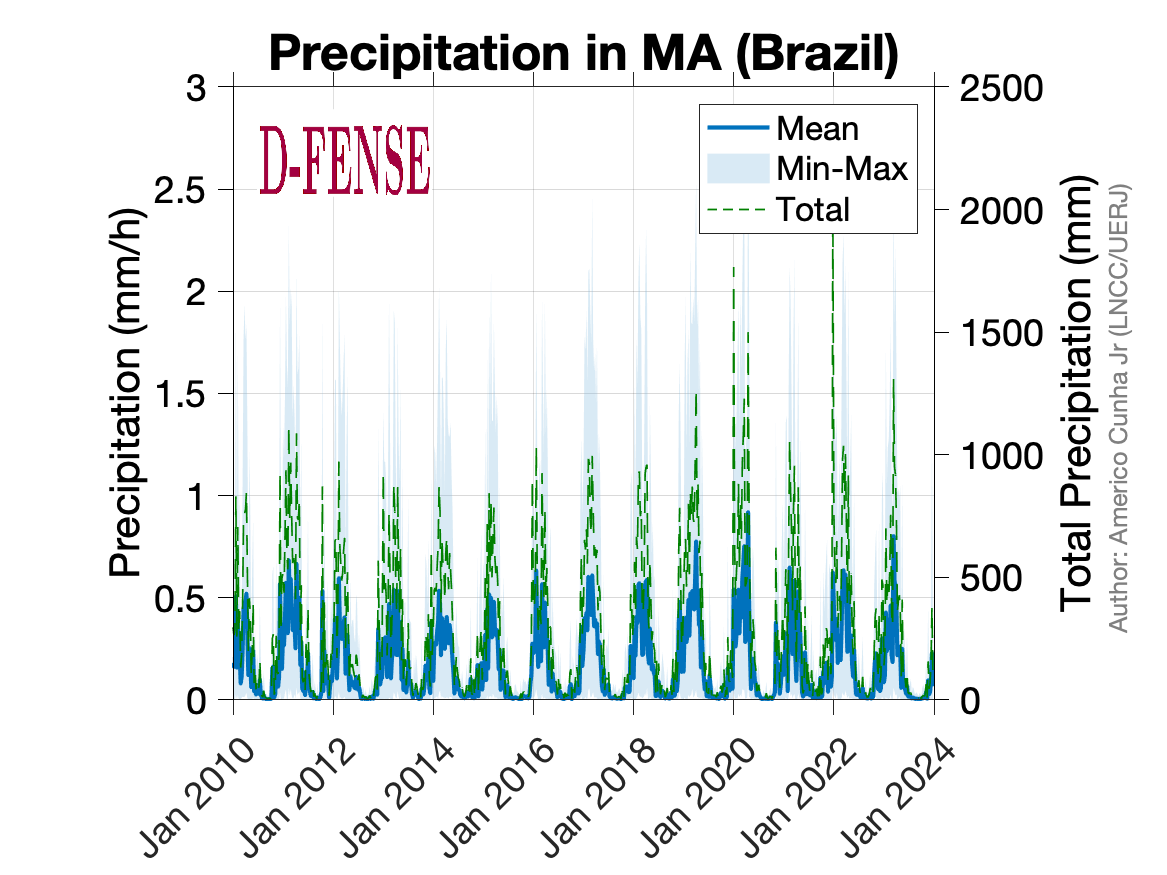 Precipitation in MA (Brazil)
D-FENSE
Mean
Min-Max
Total
3
2.5
2
1.5
1
0.5
0
Precipitation (mm/h)
2500
2000
1500
1000
500
0
Total Precipitation (mm)
Author: Americo Cunha Jr (LNCC/UERJ)
Jan 2010
Jan 2012
Jan 2014
Jan 2016
Jan 2018
Jan 2020
Jan 2022
Jan 2024